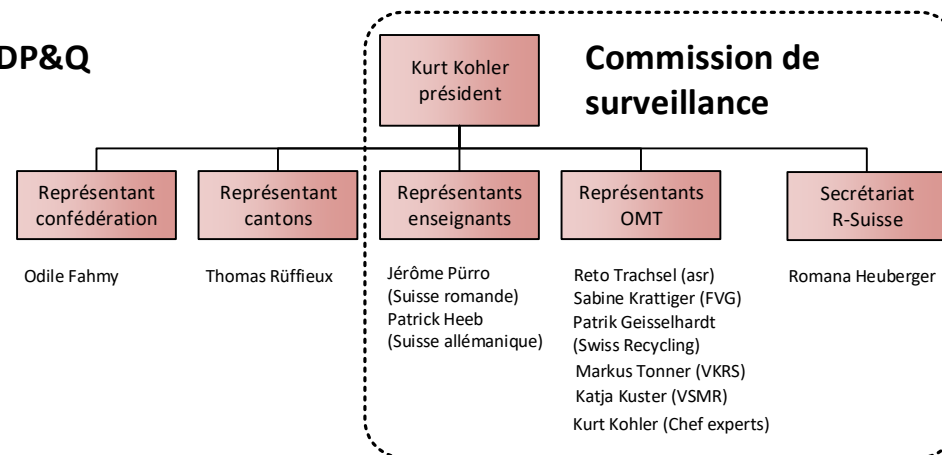 DP&Q
Commission de
surveillance
Kurt Kohler
président
Représentant
confédération
Représentant
cantons
Représentants
enseignants
Représentants
OMT
Secrétariat
R-Suisse
Odile Fahmy
Thomas Rüffieux
Jérôme Pürro
(Suisse romande)
Patrick Heeb
(Suisse allémanique)
Reto Trachsel (asr)
Sabine Krattiger (FVG)
Patrik Geisselhardt
(Swiss Recycling)
Markus Tonner (VKRS)
Katja Kuster (VSMR)
Kurt Kohler (Chef experts)
Romana Heuberger